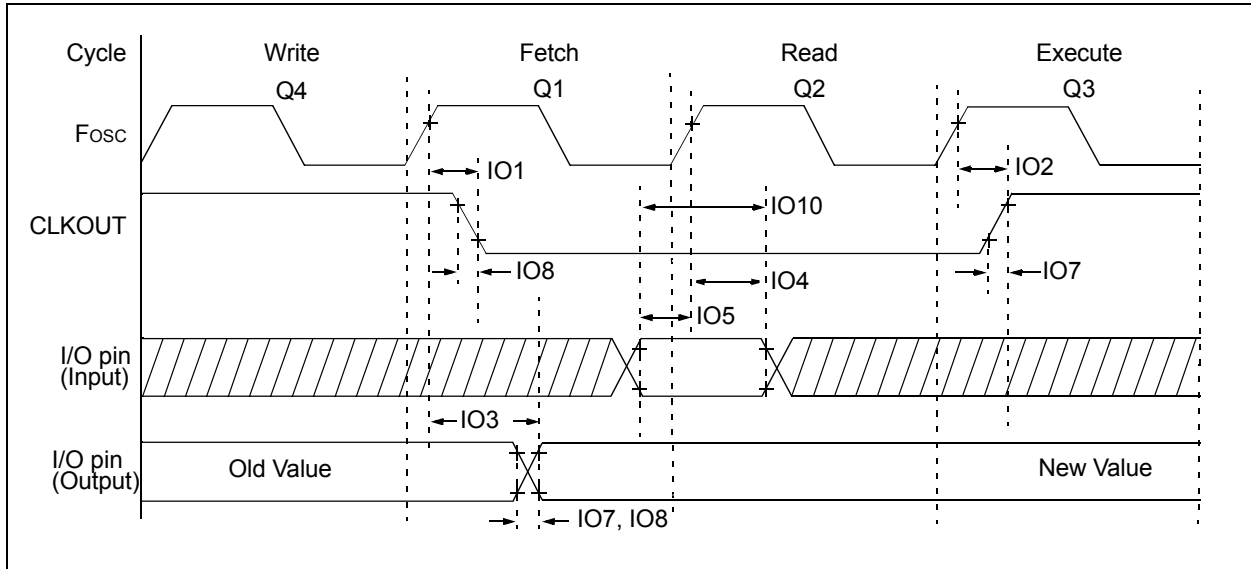 Cycle Write Fetch Read Execute
Q4 Q1 Q2 Q3
Fosc
IO1 IO2
IO10
CLKOUT
IO8 IO7
IO4
IO5
I/O pin
(Input)
IO3
I/O pin
(Output)
Old Value New Value
IO7, IO8